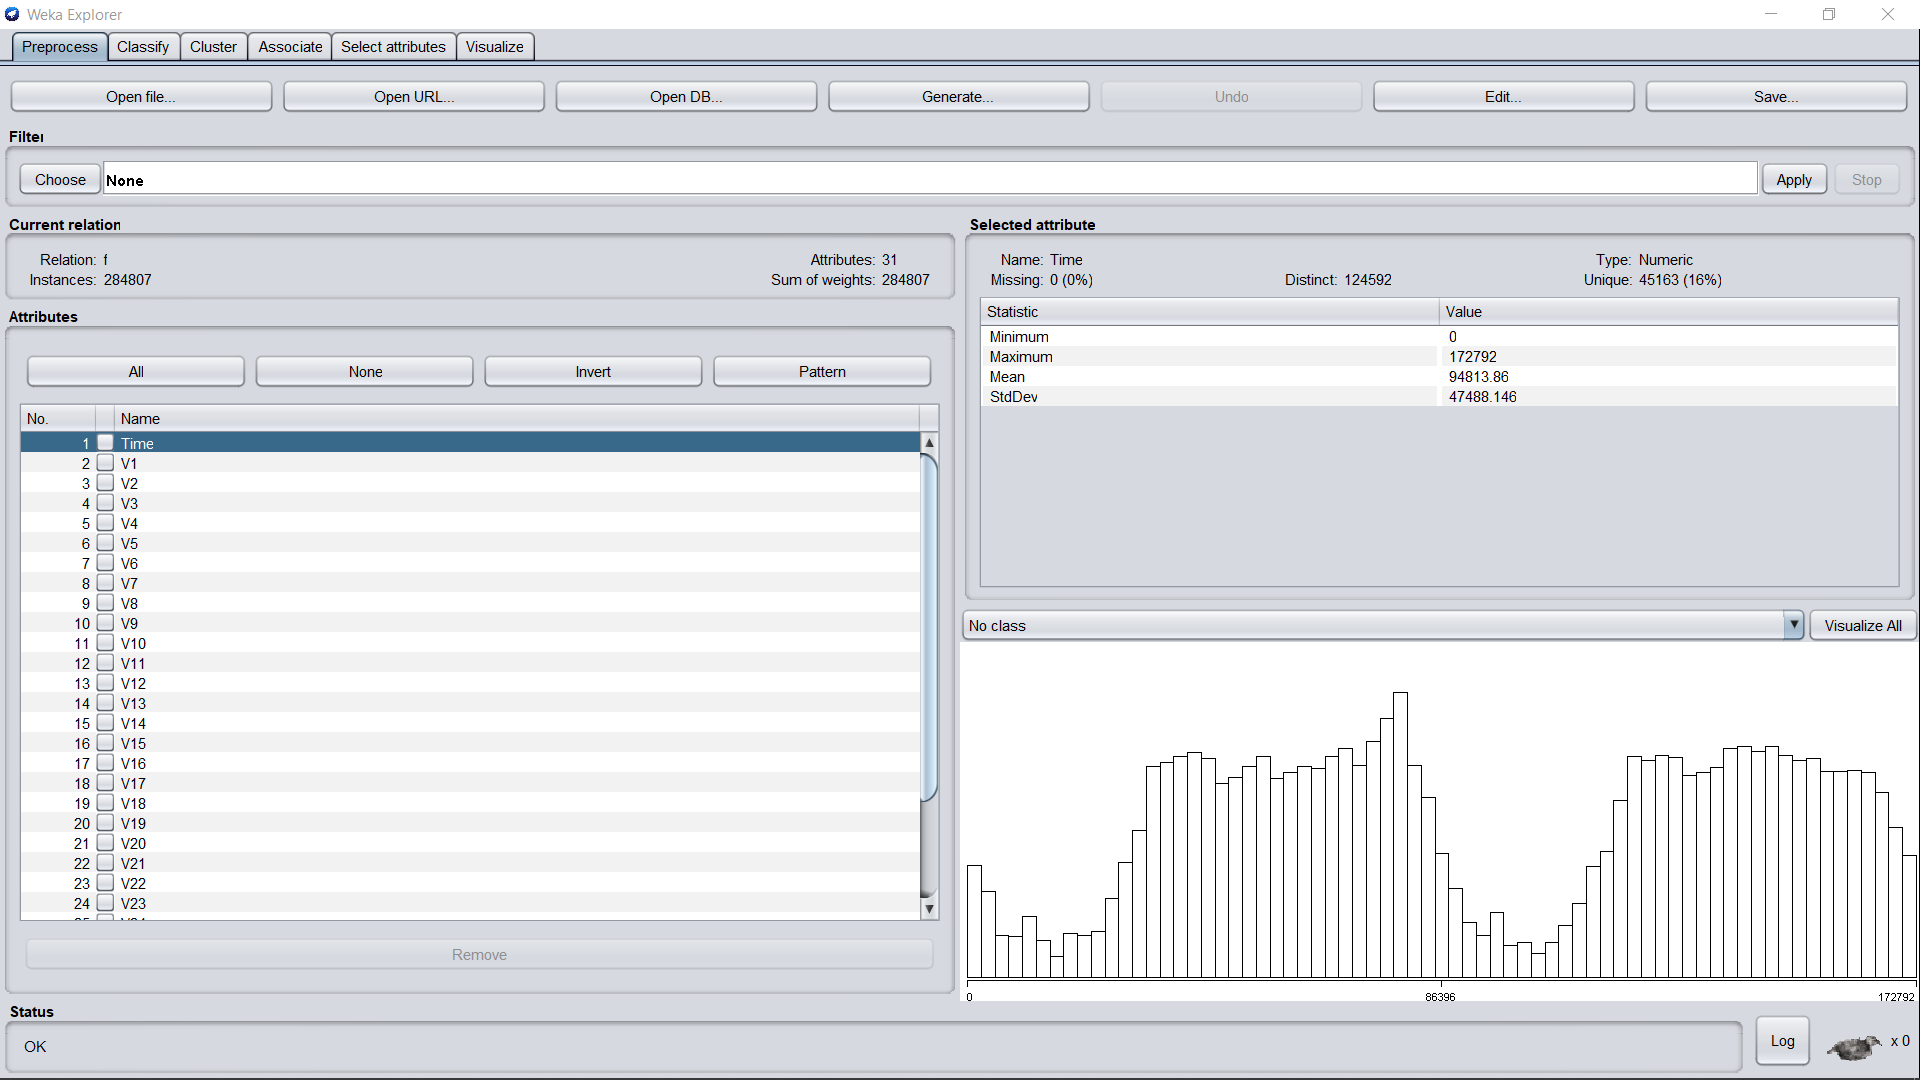 Weka Explorer
Preprocess Classify Cluster Associate Select attributes Visualize
Open file... Open URL... Open DB... Generate... Undo Edit... Save...
Filter
Choose None Apply Stop
Current relation
Relation: f Attributes: 31
Instances: 284807 Sum of weights: 284807
Attributes
All None Invert Pattern
No. Name
1 Time
2 V1
3 V2
4 V3
5 V4
6 V5
7 V6
8 V7
9 V8
10 V9
11 V10
12 V11
13 V12
14 V13
15 V14
16 V15
17 V16
18 V17
19 V18
20 V19
21 V20
22 V21
23 V22
24 V23
Remove
Selected attribute
Name: Time Type: Numeric
Missing: 0 (0%) Distinct: 124592 Unique: 45163 (16%)
Statistic Value
Minimum 0
Maximum 172792
Mean 94813.86
StdDev 47488.146
No class Visualize All
0 86396 172792
Status
OK
Log x 0